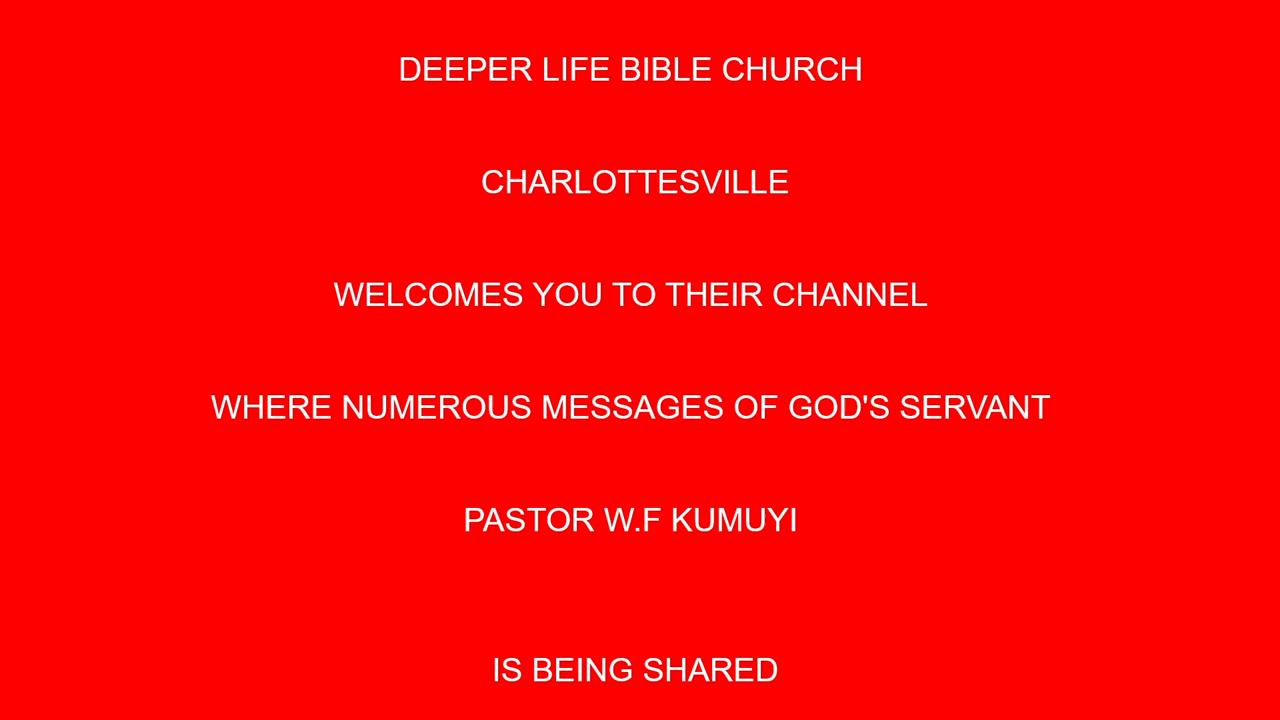 DEEPER LIFE BIBLE CHURCH
CHARLOTTESVILLE
WELCOMES YOU TO THEIR CHANNEL
WHERE NUMEROUS MESSAGES OF GOD'S SERVANT
PASTOR W.F KUMUYI
IS BEING SHARED